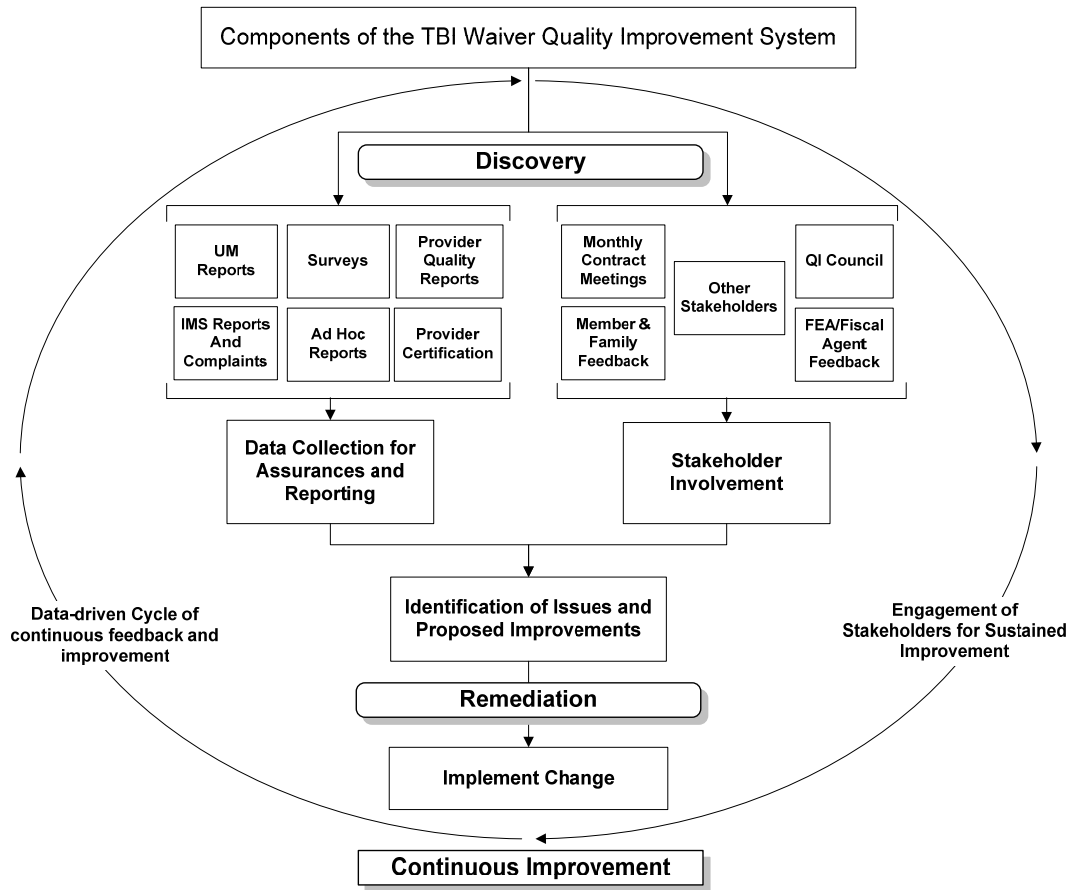 Components of the TBI Waiver Quality Improvement System
Discovery
UM
Reports
Surveys
Provider
Quality
Reports
IMS Reports
And
Complaints
Ad Hoc
Reports
Provider
Certification
Monthly
Contract
Meetings
Other
Stakeholders
QI Council
Member &
Family
Feedback
FEA/Fiscal
Agent
Feedback
Data Collection for
Assurances and
Reporting
Stakeholder
Involvement
Identification of Issues and
Proposed Improvements
Data-driven Cycle of
continuous feedback and
improvement
Engagement of
Stakeholders for Sustained
Improvement
Remediation
Implement Change
Continuous Improvement